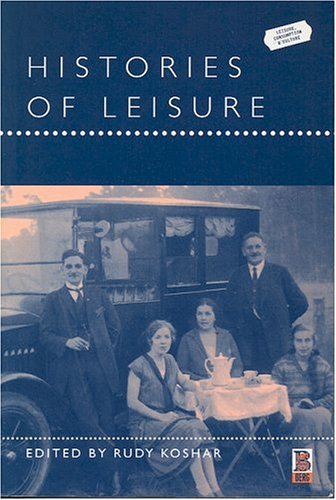 LEISURE,
CONSUMPTION
& CULTURE
HISTORIES
OF LEISURE
EDITED BY RUDY KOSHAR
B
BERG